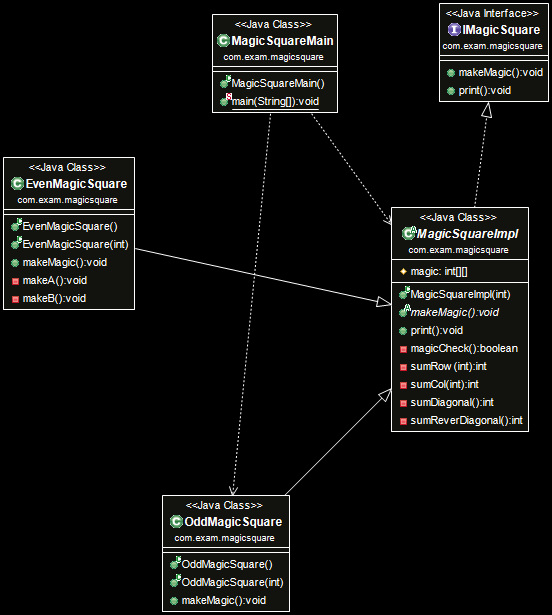 <<Java Class>>
MagicSquareMain
com.exam.magicsquare
MagicSquareMain()
main(String[]):void
<<Java Interface>>
IMagicSquare
com.exam.magicsquare
makeMagic():void
print():void
<<Java Class>>
EvenMagicSquare
com.exam.magicsquare
EvenMagicSquare()
EvenMagicSquare(int)
makeMagic():void
makeA():void
makeB():void
<<Java Class>>
MagicSquareImpl
com.exam.magicsquare
magic: int[][]
MagicSquareImpl(int)
makeMagic():void
print():void
magicCheck():boolean
sumRow(int):int
sumCol(int):int
sumDiagonal():int
sumReverDiagonal():int
<<Java Class>>
OddMagicSquare
com.exam.magicsquare
OddMagicSquare()
OddMagicSquare(int)
makeMagic():void